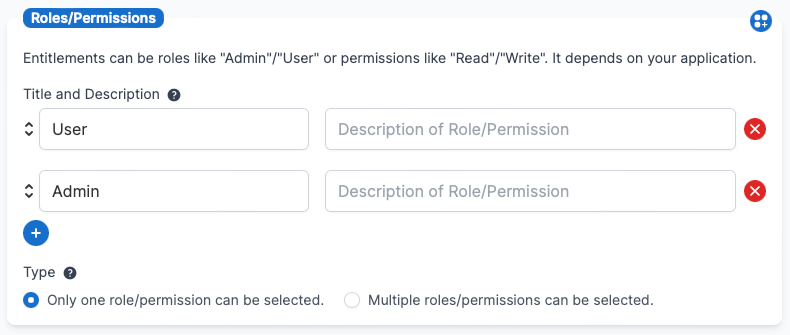 Roles/Permissions
Entitlements can be roles like "Admin"/"User" or permissions like "Read"/"Write". It depends on your application.
Title and Description ?
User Description of Role/Permission
Admin Description of Role/Permission
Type ?
Only one role/permission can be selected. Multiple roles/permissions can be selected.